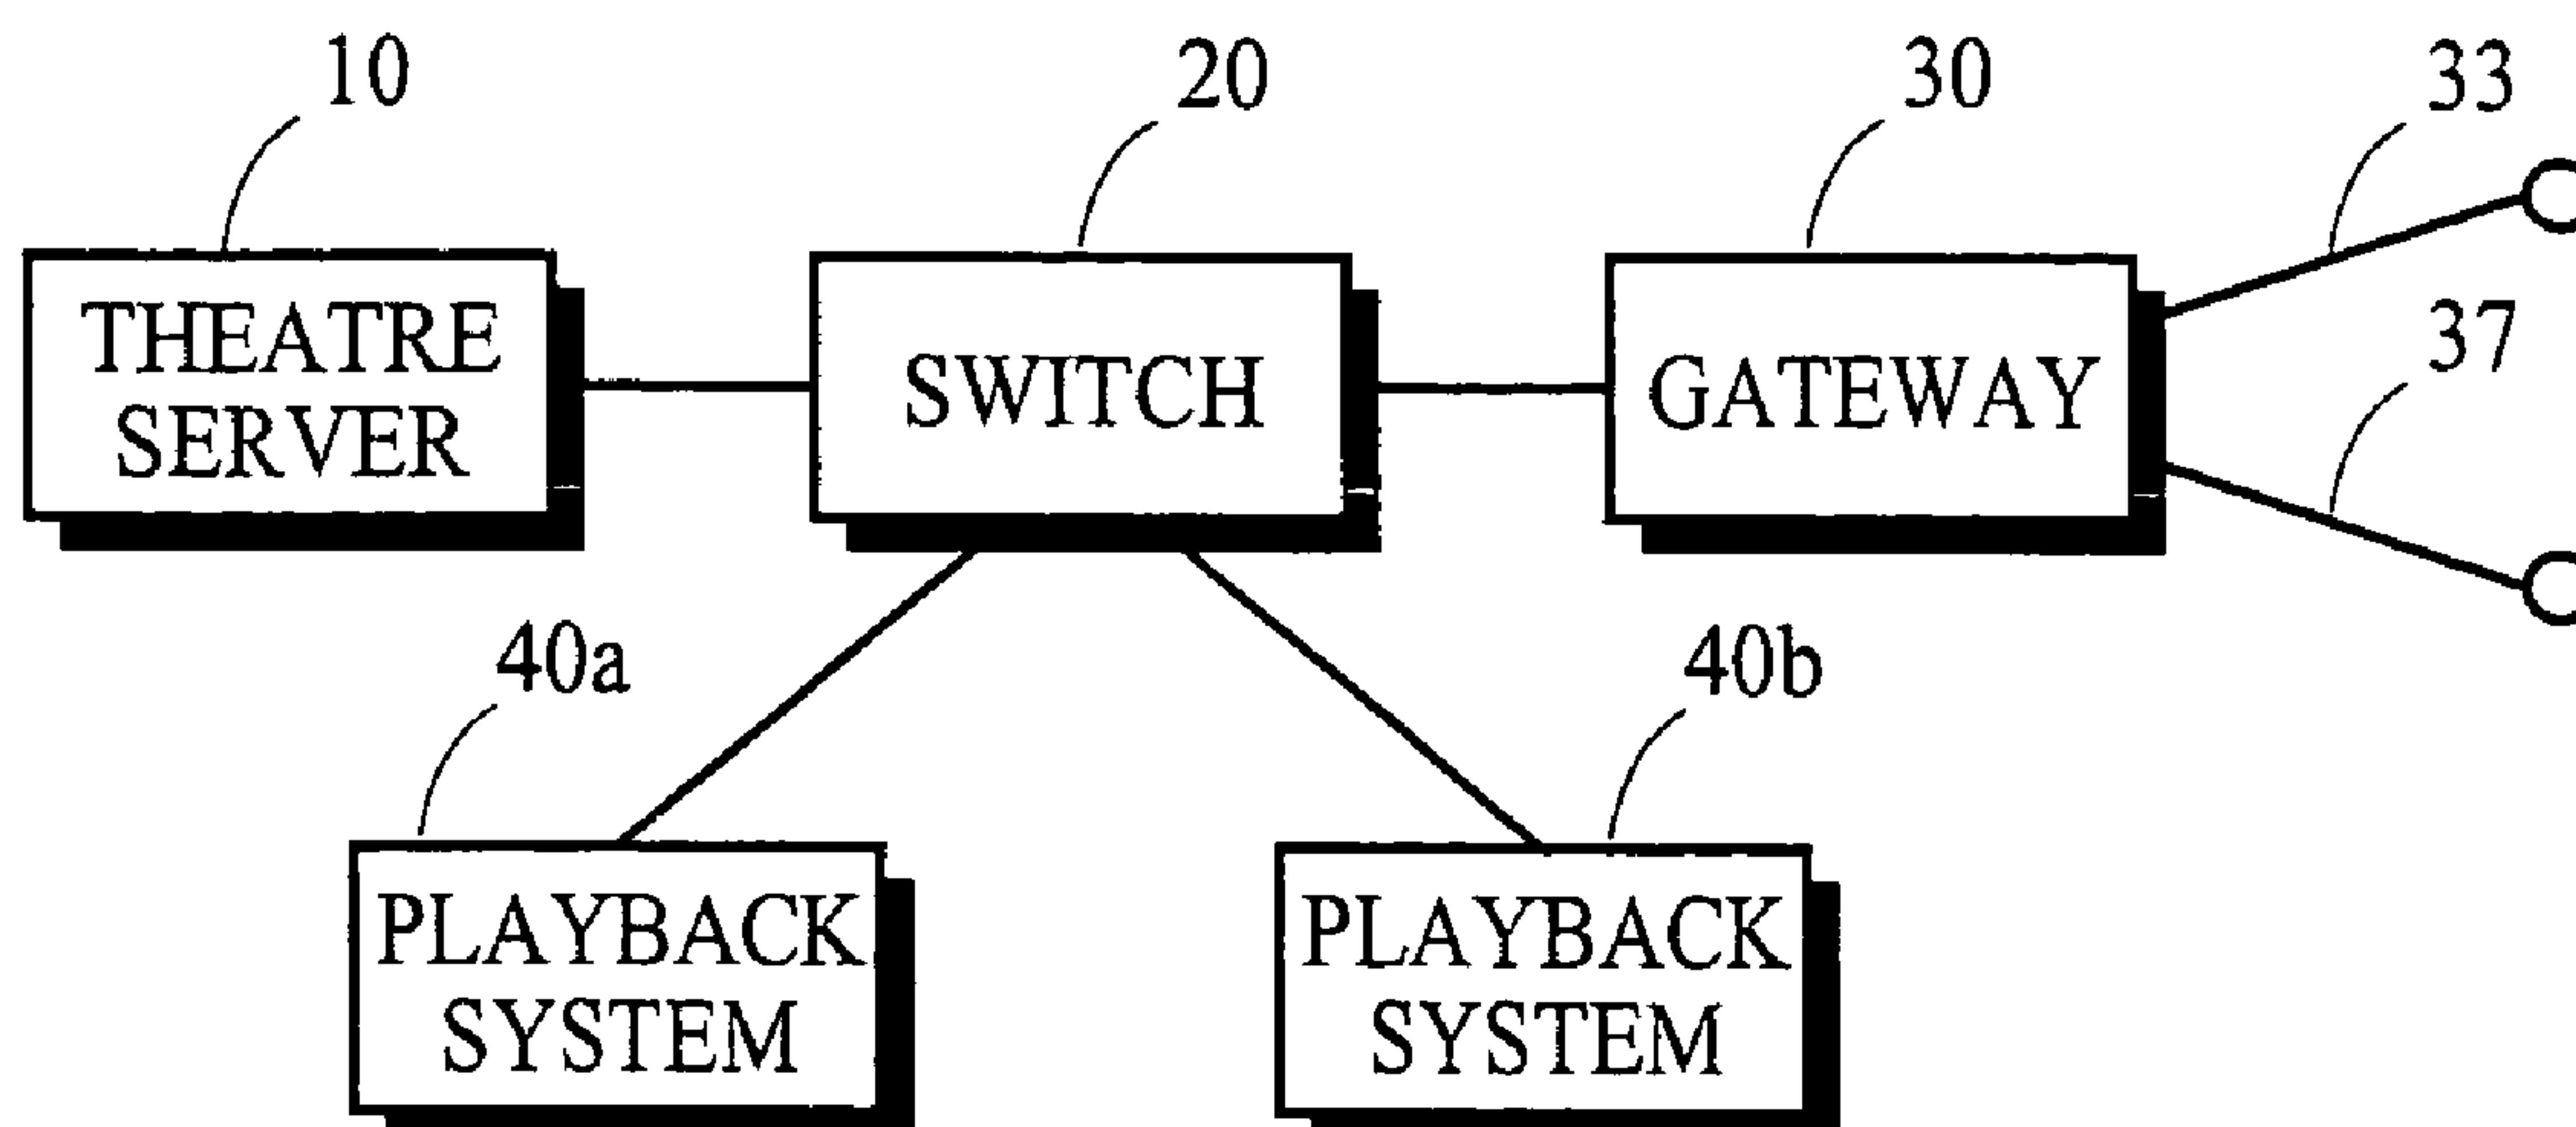 10
20
30
33
THEATRE
SERVER
SWITCH
GATEWAY
37
40a
40b
PLAYBACK
SYSTEM
PLAYBACK
SYSTEM